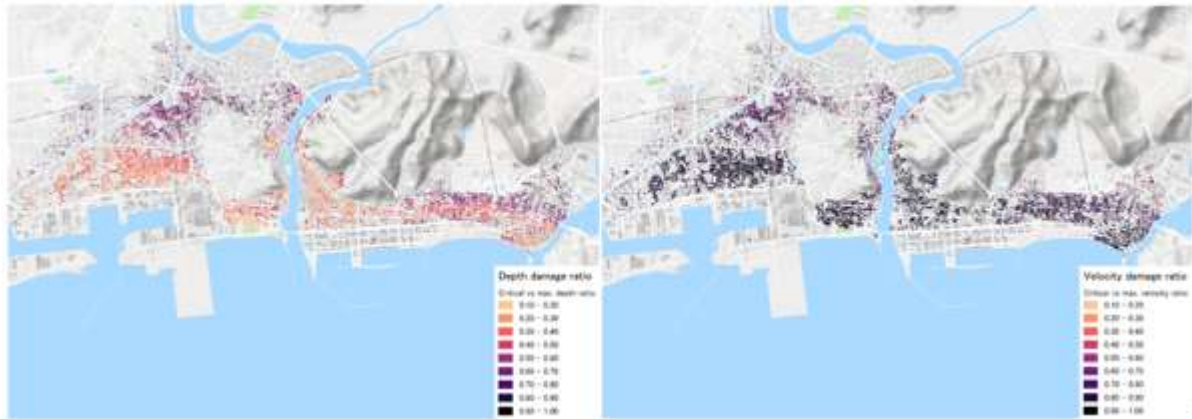 Depth damage ratio
Critical vs max. depth ratio
0.10 - 0.20
0.20 - 0.30
0.30 - 0.40
0.40 - 0.50
0.50 - 0.60
0.60 - 0.70
0.70 - 0.80
0.80 - 0.90
0.90 - 1.00
Velocity damage ratio
Critical vs max. velocity ratio
0.10 - 0.20
0.20 - 0.30
0.30 - 0.40
0.40 - 0.50
0.50 - 0.60
0.60 - 0.70
0.70 - 0.80
0.80 - 0.90
0.90 - 1.00